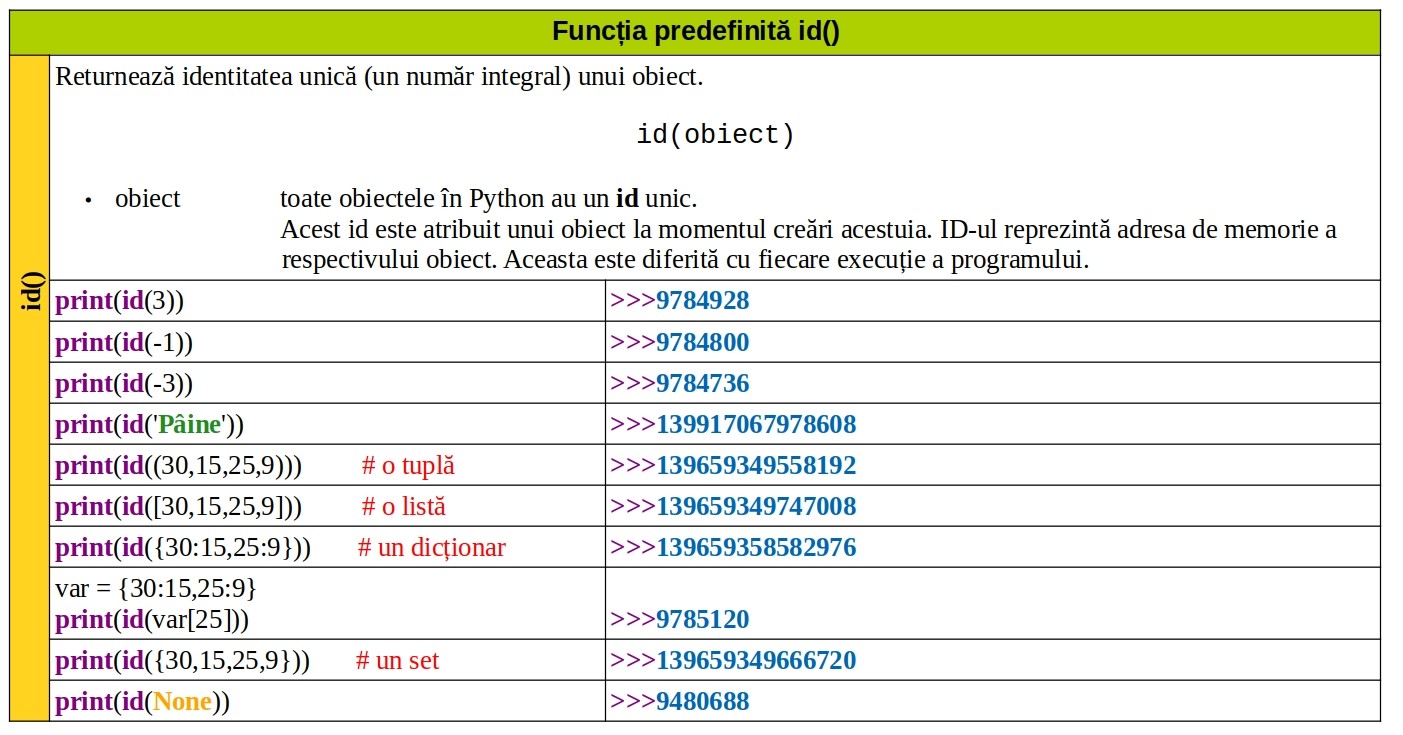 Funcția predefinită id()
id()
Returnează identitatea unică (un număr integral) unui obiect.
id(obiect)
• obiect toate obiectele în Python au un id unic.
Acest id este atribuit unui obiect la momentul creări acestuia. ID-ul reprezintă adresa de memorie a
respectivului obiect. Aceasta este diferită cu fiecare execuție a programului.
print(id(3)) >>>9784928
print(id(-1)) >>>9784800
print(id(-3)) >>>9784736
print(id('Pâine')) >>>139917067978608
print(id((30,15,25,9))) # o tuplă >>>139659349558192
print(id([30,15,25,9])) # o listă >>>139659349747008
print(id({30:15,25:9})) # un dicționar >>>139659358582976
var = {30:15,25:9}
print(id(var[25])) >>>9785120
print(id({30,15,25,9})) # un set >>>139659349666720
print(id(None)) >>>9480688